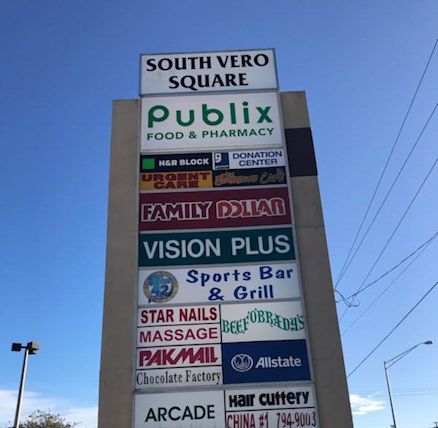 SOUTH VERO
SQUARE
Publix
FOOD & PHARMACY
H&R BLOCK
DONATION
CENTER
URGENT
CARE
FAMILY DOLLAR
VISION PLUS
Sports Bar
& Grill
STAR NAILS
MASSAGE
BEEF O'BRADY'S
PAKMAIL
Chocolate Factory
Allstate
ARCADE
Hair Cuttery
CHINA #1 794-9003